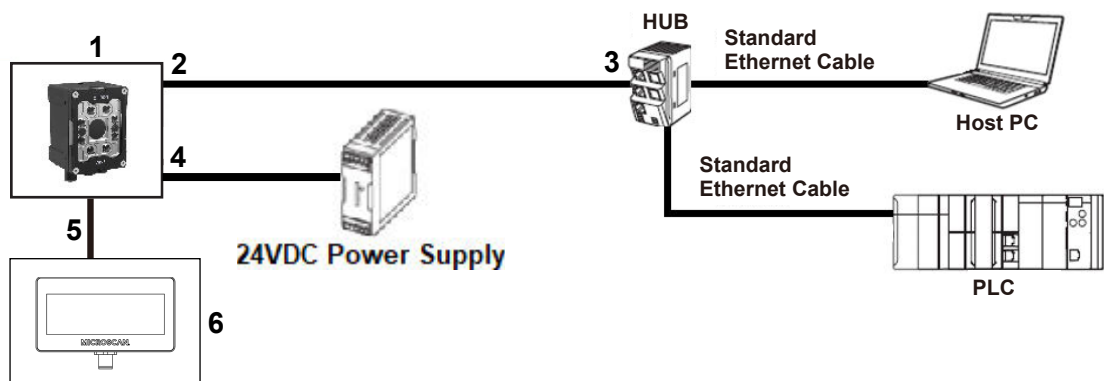 HUB
1
2
3
Standard
Ethernet Cable
Host PC
4
Standard
Ethernet Cable
5
24VDC Power Supply
PLC
6
MICROSCAN.